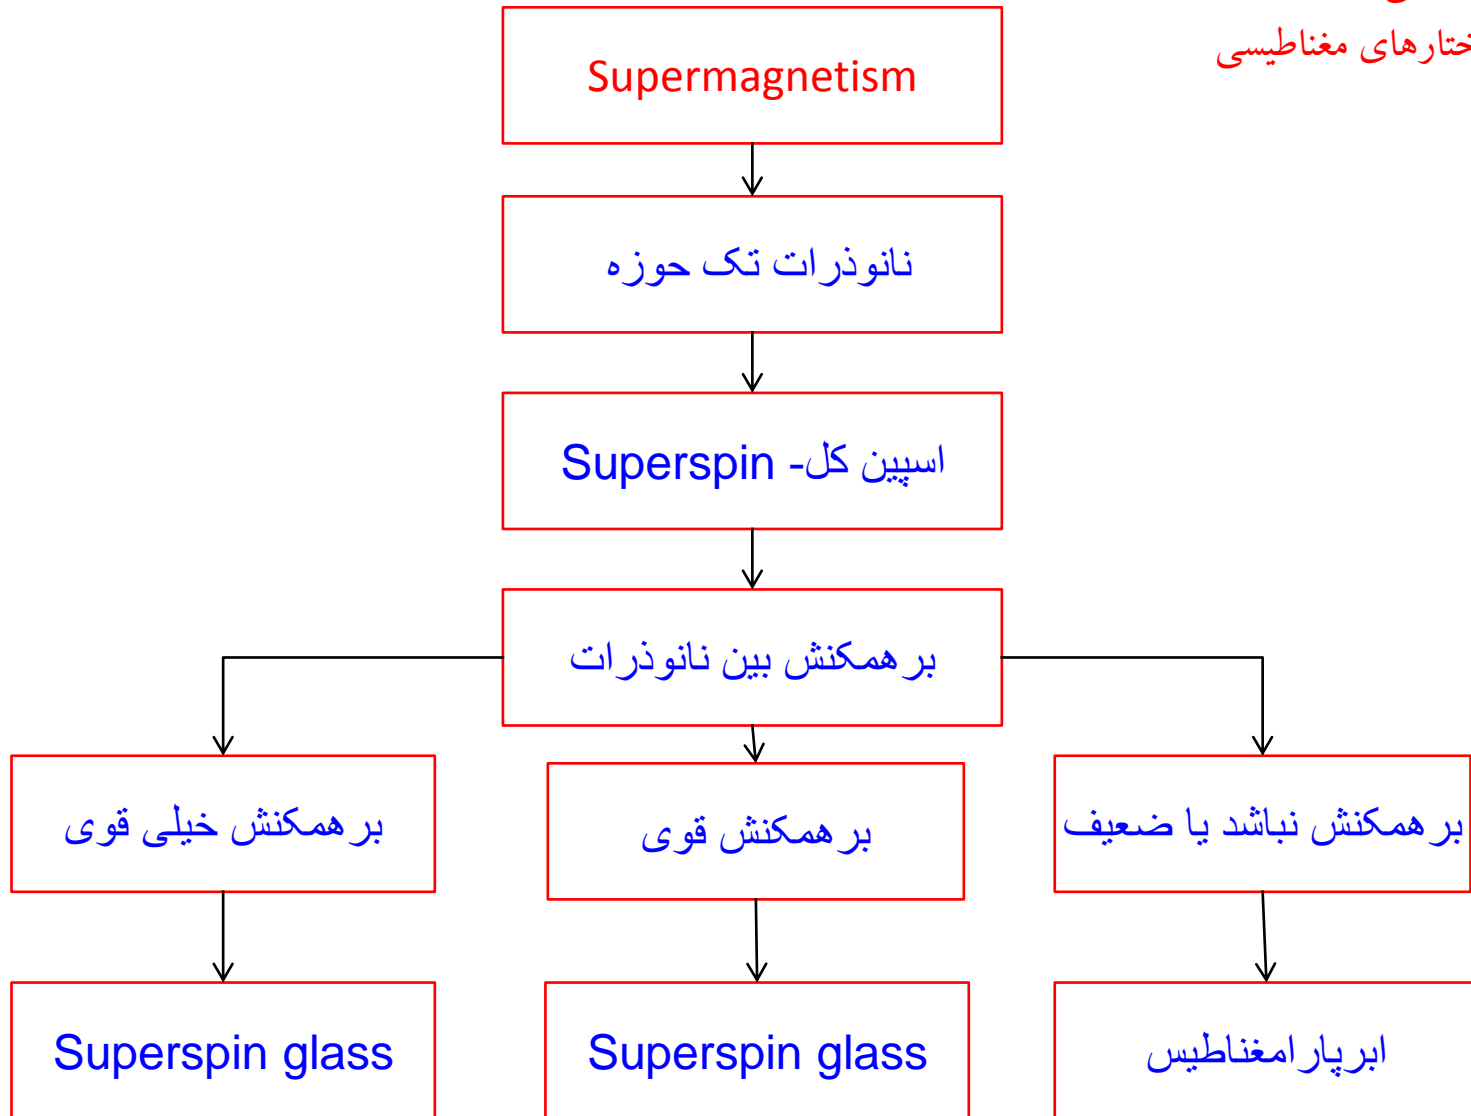 ختارهای مغناطیسی
Supermagnetism
نانوذرات تک حوزه
اسپین کل- Superspin
برهمکنش بین نانوذرات
برهمکنش نباشد یا ضعیف
برهمکنش قوی
برهمکنش خیلی قوی
ابرپارامغناطیس
Superspin glass
Superspin glass